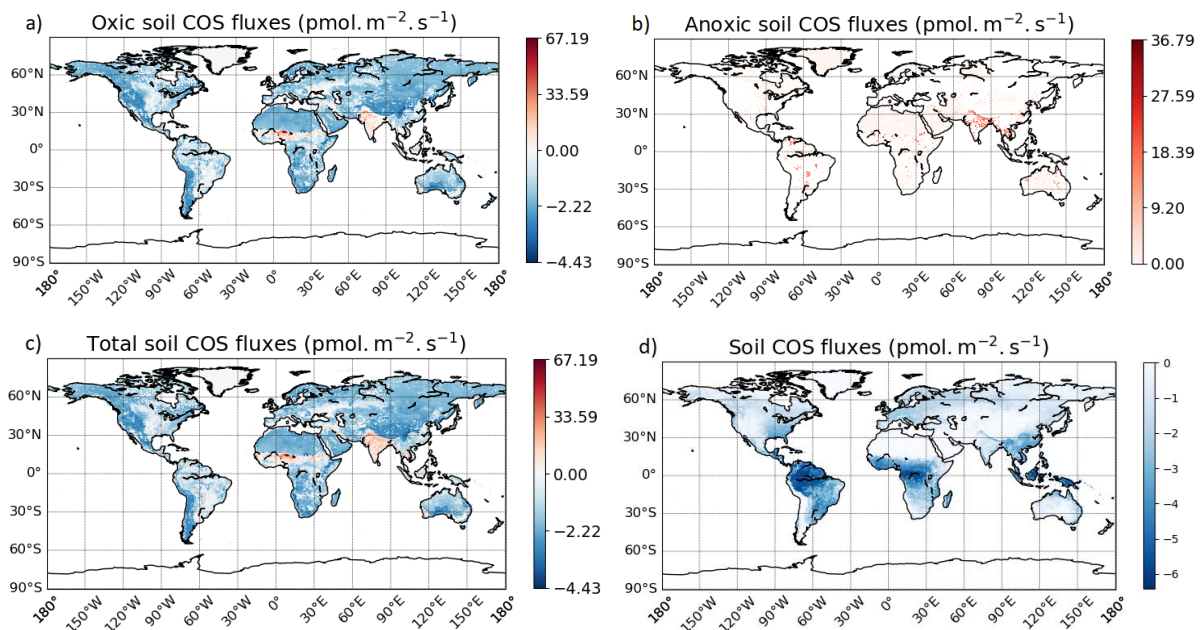 a) Oxic soil COS fluxes (pmol. m−2. s−1)
60°N
30°N
0°
30°S
60°S
90°S
180°
150°W
120°W
90°W
60°W
30°W
0°
30°E
60°E
90°E
120°E
150°E
180°
67.19
33.59
0.00
−2.22
−4.43
b) Anoxic soil COS fluxes (pmol. m−2. s−1)
60°N
30°N
0°
30°S
60°S
90°S
180°
150°W
120°W
90°W
60°W
30°W
0°
30°E
60°E
90°E
120°E
150°E
180°
36.79
27.59
18.39
9.20
0.00
c) Total soil COS fluxes (pmol. m−2. s−1)
60°N
30°N
0°
30°S
60°S
90°S
180°
150°W
120°W
90°W
60°W
30°W
0°
30°E
60°E
90°E
120°E
150°E
180°
67.19
33.59
0.00
−2.22
−4.43
d) Soil COS fluxes (pmol. m−2. s−1)
60°N
30°N
0°
30°S
60°S
90°S
180°
150°W
120°W
90°W
60°W
30°W
0°
30°E
60°E
90°E
120°E
150°E
180°
0
−1
−2
−3
−4
−5
−6